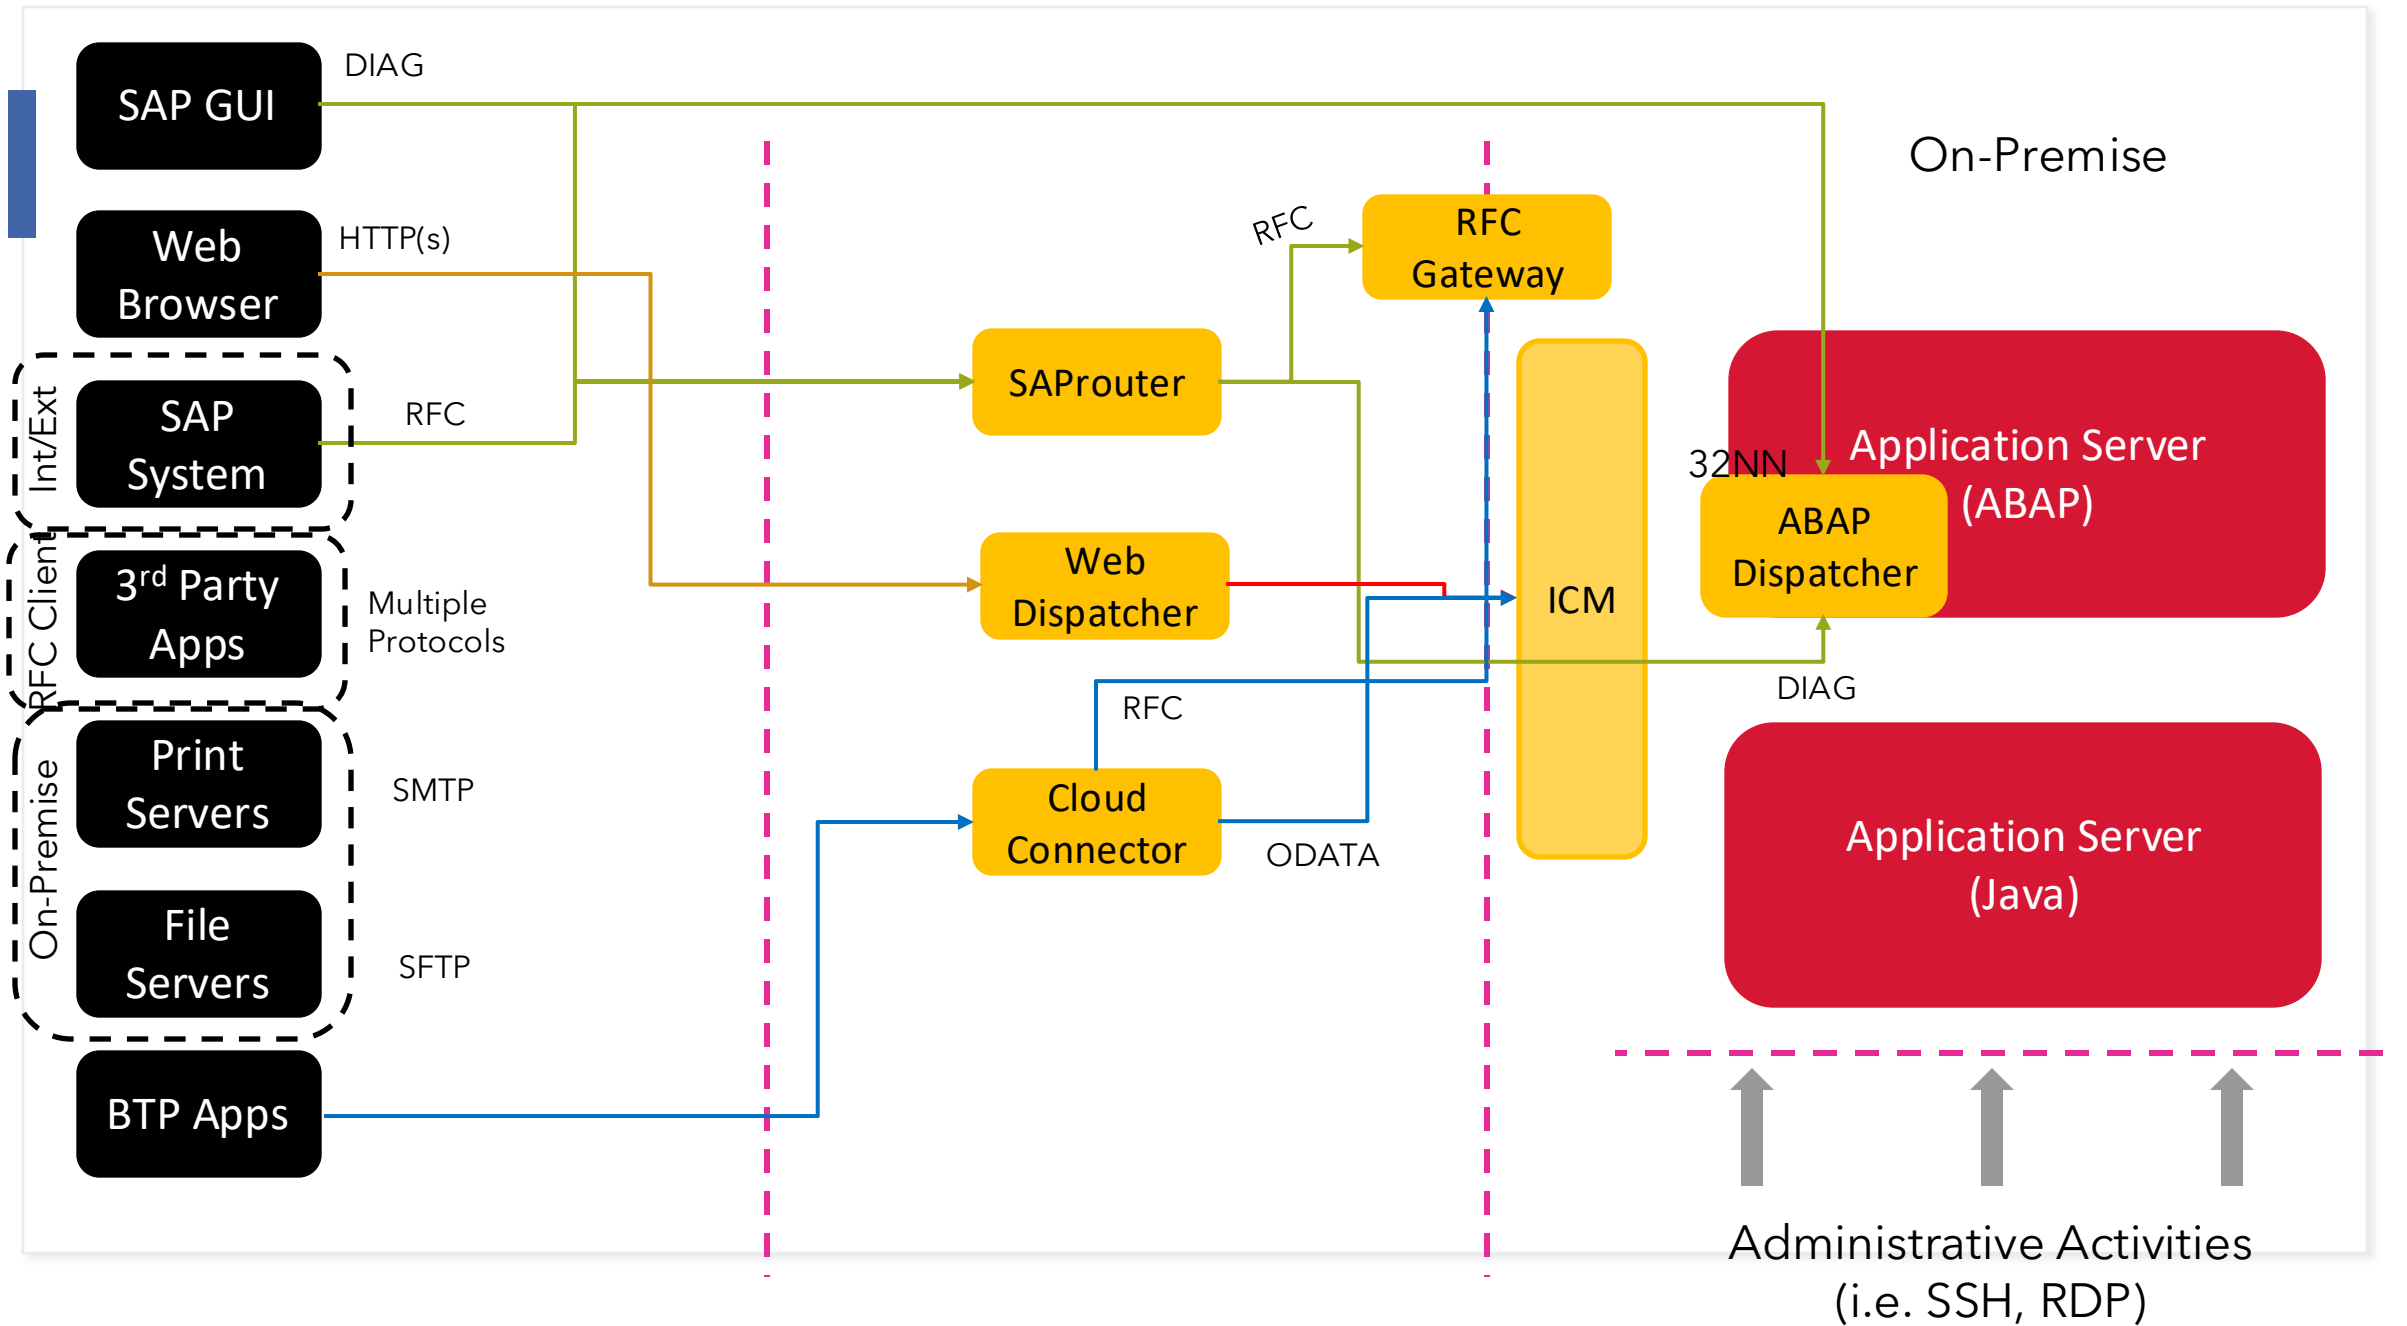 DIAG
SAP GUI
On-Premise
Web
Browser
HTTP(s)
RFC
RFC
Gateway
Int/Ext
SAP
System
RFC
SAProuter
Application Server
(ABAP)
32NN
ABAP
Dispatcher
RFC Client
3rd Party
Apps
Multiple
Protocols
Web
Dispatcher
ICM
DIAG
RFC
On-Premise
Print
Servers
SMTP
Cloud
Connector
ODATA
Application Server
(Java)
File
Servers
SFTP
BTP Apps
Administrative Activities
(i.e. SSH, RDP)